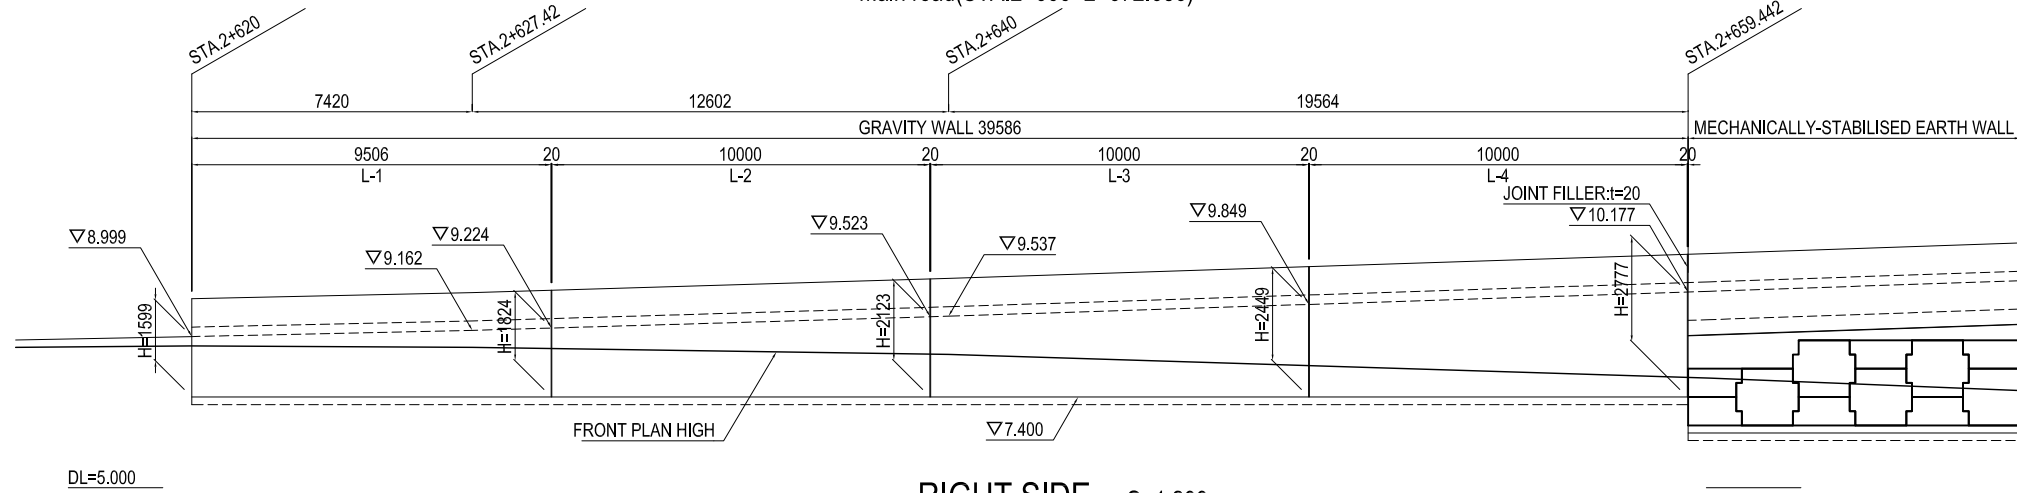 STA.2+620
STA.2+627.42
STA.2+640
STA.2+659.442
7420
12602
19564
GRAVITY WALL 39586
MECHANICALLY-STABILISED EARTH WALL
9506
20
10000
20
10000
20
10000
20
L-1
L-2
L-3
L-4
JOINT FILLER:t=20
▽8.999
▽9.162
▽9.224
▽9.523
▽9.537
▽9.849
▽10.177
H=1599
H=1824
H=2123
H=2449
H=2777
FRONT PLAN HIGH
▽7.400
DL=5.000
RIGHT SIDE